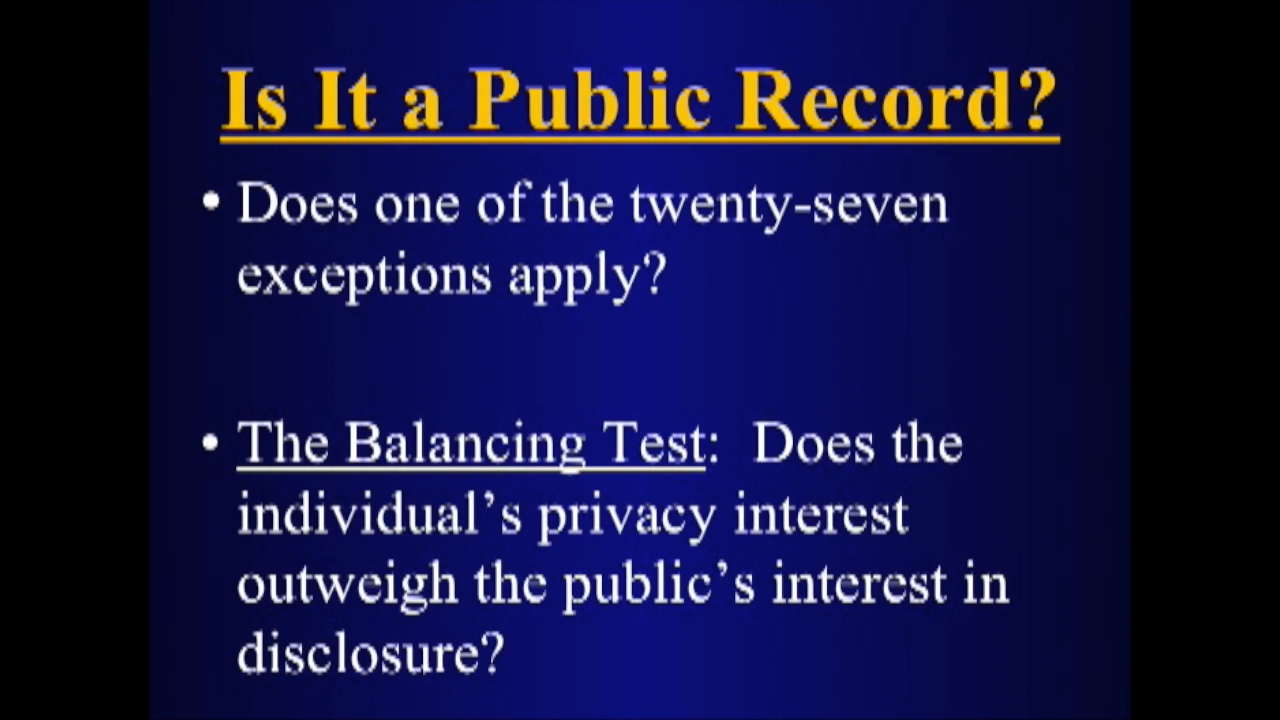 Is It a Public Record?
• Does one of the twenty-seven
exceptions apply?
• The Balancing Test:  Does the
individual’s privacy interest
outweigh the public’s interest in
disclosure?